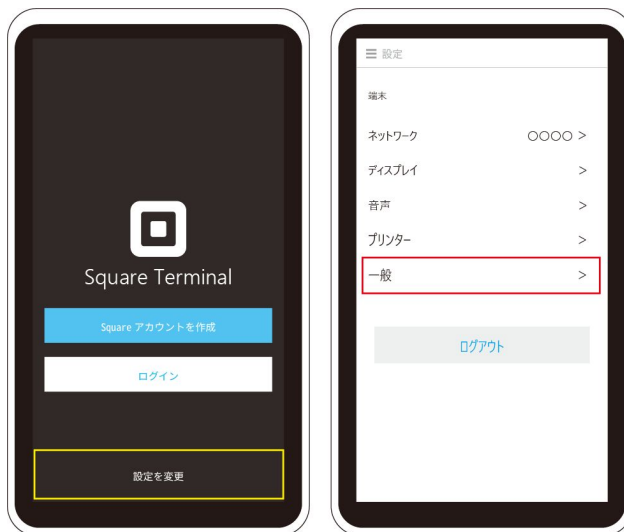 Square Terminal
Square アカウントを作成
ログイン
設定を変更
☰ 設定
端末
ネットワーク ○○○○ >
ディスプレイ >
音声 >
プリンター >
一般 >
ログアウト